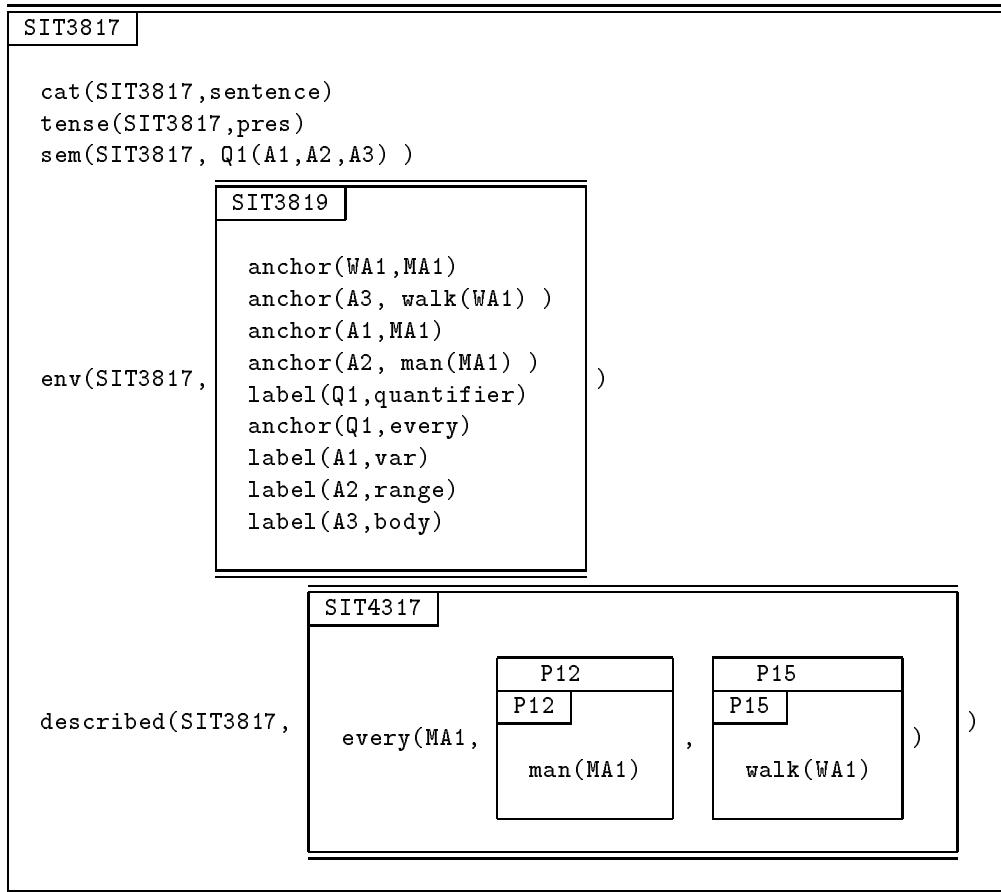 SIT3817
cat(SIT3817,sentence)
tense(SIT3817,pres)
sem(SIT3817, Q1(A1,A2,A3) )
SIT3819
anchor(WA1,MA1)
anchor(A3, walk(WA1) )
anchor(A1,MA1)
anchor(A2, man(MA1) )
env(SIT3817, )
label(Q1,quantifier)
anchor(Q1,every)
label(A1,var)
label(A2,range)
label(A3,body)
SIT4317
P12 P15
P12 P15
described(SIT3817, )
every(MA1, , )
man(MA1) walk(WA1)